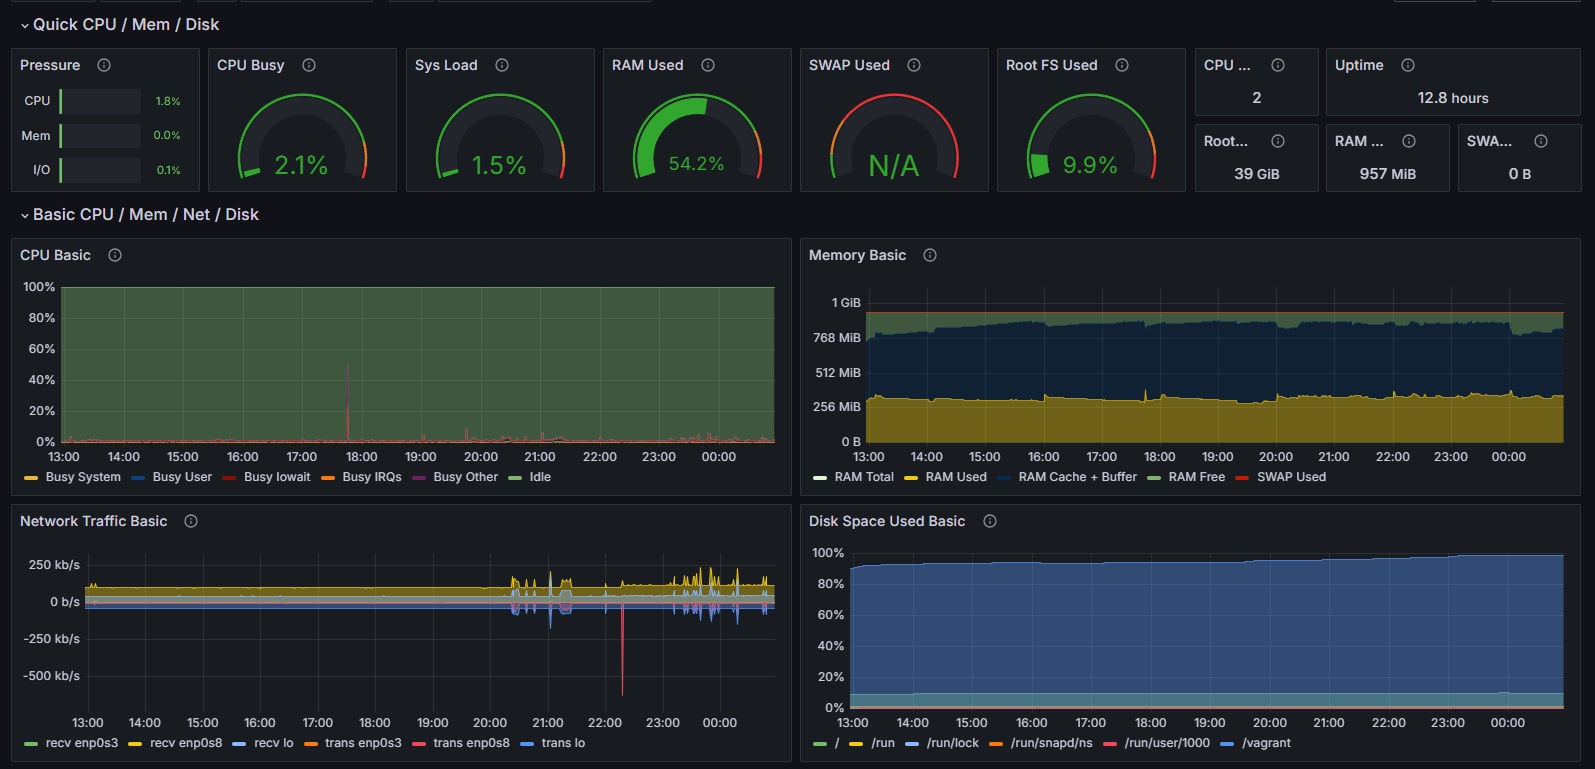 Quick CPU / Mem / Disk
Pressure
CPU 1.8%
Mem 0.0%
I/O 0.1%
CPU Busy
2.1%
Sys Load
1.5%
RAM Used
54.2%
SWAP Used
N/A
Root FS Used
9.9%
CPU ...
2
Uptime
12.8 hours
Root...
39 GiB
RAM ...
957 MiB
SWA...
0 B
Basic CPU / Mem / Net / Disk
CPU Basic
100%
80%
60%
40%
20%
0%
13:00 14:00 15:00 16:00 17:00 18:00 19:00 20:00 21:00 22:00 23:00 00:00
Busy System Busy User Busy Iowait Busy IRQs Busy Other Idle
Memory Basic
1 GiB
768 MiB
512 MiB
256 MiB
0 B
13:00 14:00 15:00 16:00 17:00 18:00 19:00 20:00 21:00 22:00 23:00 00:00
RAM Total RAM Used RAM Cache + Buffer RAM Free SWAP Used
Network Traffic Basic
250 kb/s
0 b/s
-250 kb/s
-500 kb/s
13:00 14:00 15:00 16:00 17:00 18:00 19:00 20:00 21:00 22:00 23:00 00:00
recv enp0s3 recv enp0s8 recv lo trans enp0s3 trans enp0s8 trans lo
Disk Space Used Basic
100%
80%
60%
40%
20%
0%
13:00 14:00 15:00 16:00 17:00 18:00 19:00 20:00 21:00 22:00 23:00 00:00
/ /run /run/lock /run/snapd/ns /run/user/1000 /vagrant